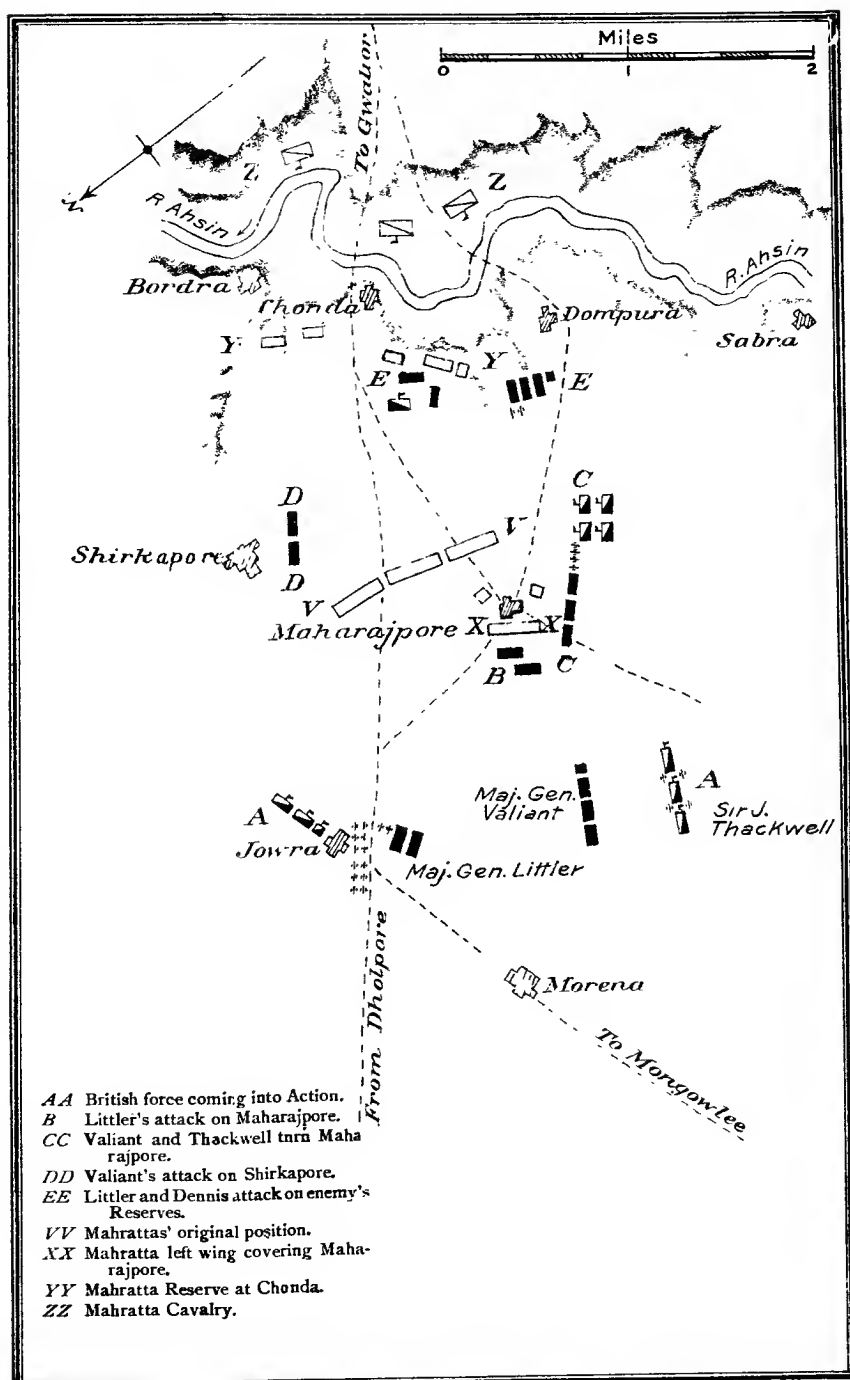 Miles
0 1 2
To Gwalior
Z
Z
N
R. Ahsin
R. Ahsin
Bordra
Chonda
Dompura
Sabra
Y
Y
E
E
C
D
V
Shirkapore
D
V
Maharajpore
X X
B
C
A
Maj. Gen.
Valiant
A
Sir J.
Thackwell
Jowra
Maj. Gen. Littler
From Dholpore
Morena
To Mongowlee
AA British force coming into Action.
B Littler's attack on Maharajpore.
CC Valiant and Thackwell tnrn Maha
rajpore.
DD Valiant's attack on Shirkapore.
EE Littler and Dennis attack on enemy's
Reserves.
VV Mahrattas' original position.
XX Mahratta left wing covering Maha-
rajpore.
YY Mahratta Reserve at Chonda.
ZZ Mahratta Cavalry.